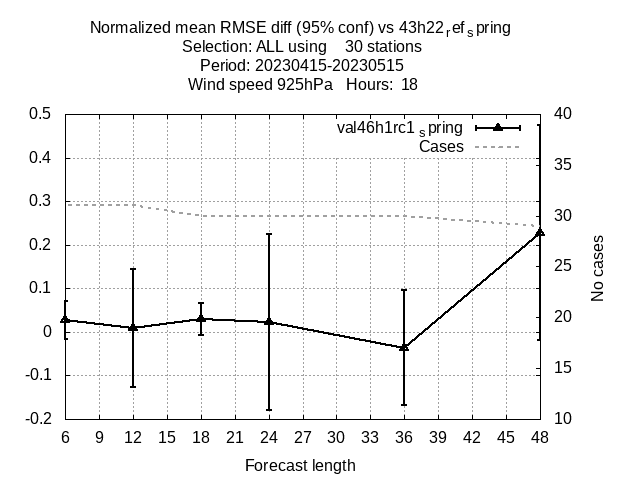 Normalized mean RMSE diff (95% conf) vs 43h22refspring
Selection: ALL using 30 stations
Period: 20230415-20230515
Wind speed 925hPa Hours: 18
0.5
0.4
0.3
0.2
0.1
0
-0.1
-0.2
val46h1rc1spring
Cases
40
35
30
25
20
15
10
No cases
6 9 12 15 18 21 24 27 30 33 36 39 42 45 48
Forecast length